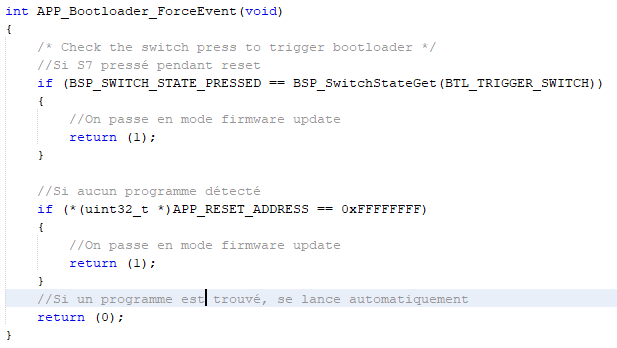 int APP_Bootloader_ForceEvent(void)
{
/* Check the switch press to trigger bootloader */
//Si S7 pressé pendant reset
if (BSP_SWITCH_STATE_PRESSED == BSP_SwitchStateGet(BTL_TRIGGER_SWITCH))
{
//On passe en mode firmware update
return (1);
}
//Si aucun programme détecté
if (*(uint32_t *)APP_RESET_ADDRESS == 0xFFFFFFFF)
{
//On passe en mode firmware update
return (1);
}
//Si un programme est trouvé, se lance automatiquement
return (0);
}